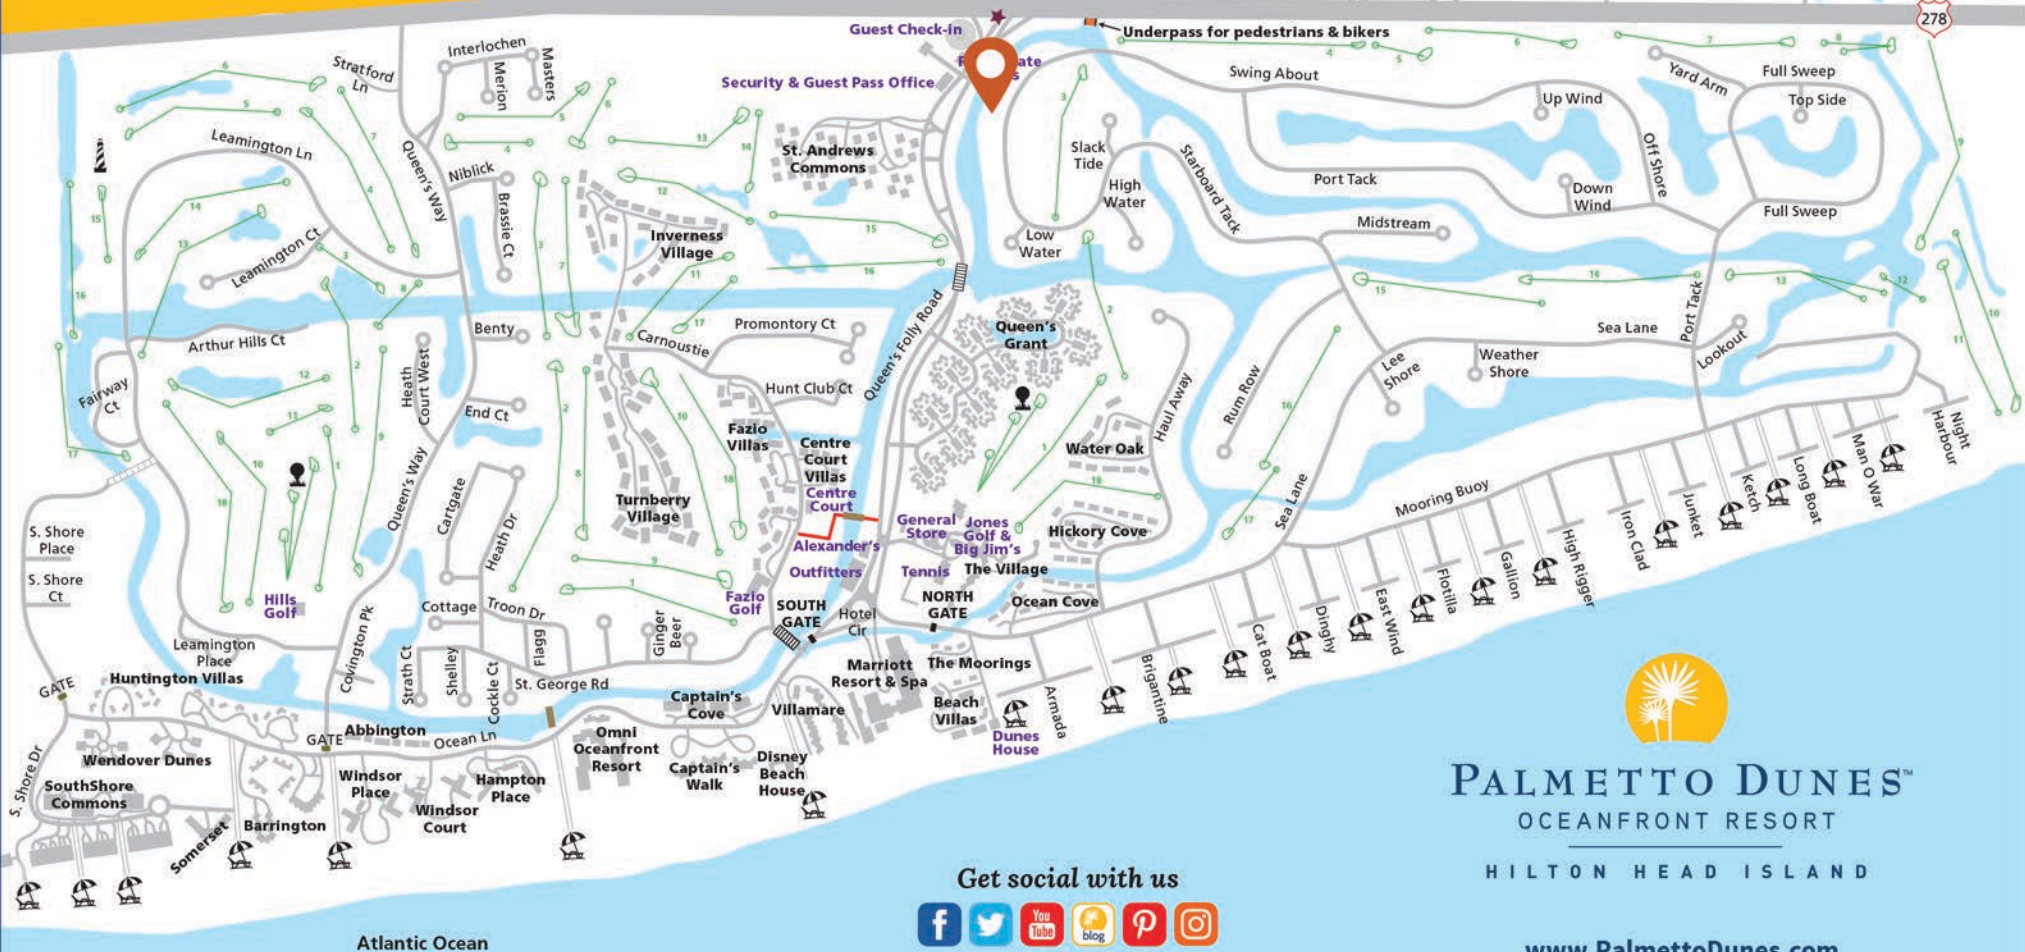 278
Guest Check-in
Underpass for pedestrians & bikers
Security & Guest Pass Office
Interlochen
Merion
Masters
Stratford
Ln
Leamington Ln
Queen's Way
Niblick
Brassie Ct
Leamington Ct
St. Andrews
Commons
Inverness
Village
Swing About
Slack
Tide
High
Water
Low
Water
Starboard Tack
Port Tack
Up Wind
Down
Wind
Off Shore
Yard Arm
Full Sweep
Top Side
Full Sweep
Midstream
Arthur Hills Ct
Fairway
Ct
Heath
Court West
Benty
End Ct
Carnoustie
Promontory Ct
Hunt Club Ct
Queen's Folly Road
Queen's
Grant
Haul Away
Rum Row
Lee
Shore
Weather
Shore
Sea Lane
Port Tack
Lookout
Night
Harbour
Fazio
Villas
Centre
Court
Villas
Centre
Court
Alexander's
Outfitters
Turnberry
Village
Queen's Way
Cartgate
Heath Dr
Water Oak
Hickory Cove
General
Store
Jones
Golf &
Big Jim's
Tennis
The Village
Ocean Cove
Sea Lane
Mooring Buoy
S. Shore
Place
S. Shore
Ct
Hills
Golf
Fazio
Golf
SOUTH
GATE
Hotel
Cir
NORTH
GATE
Cottage
Troon Dr
Flagg
Ginger
Beer
Leamington
Place
Covington Pk
Strath Ct
Shelley
Cockle Ct
St. George Rd
Huntington Villas
GATE
GATE
Abbington
Ocean Ln
Wendover Dunes
S. Shore Dr
SouthShore
Commons
Somerset
Barrington
Windsor
Place
Windsor
Court
Hampton
Place
Omni
Oceanfront
Resort
Captain's
Cove
Captain's
Walk
Villamare
Disney
Beach
House
Marriott
Resort & Spa
The Moorings
Beach
Villas
Dunes
House
Armada
Brigantine
Cat Boat
Dinghy
East Wind
Flotilla
Gallion
High Rigger
Iron Clad
Junket
Ketch
Long Boat
Man O War
PALMETTO DUNES™
OCEANFRONT RESORT
HILTON HEAD ISLAND
Get social with us
You
Tube
blog
Atlantic Ocean
www.PalmettoDunes.com